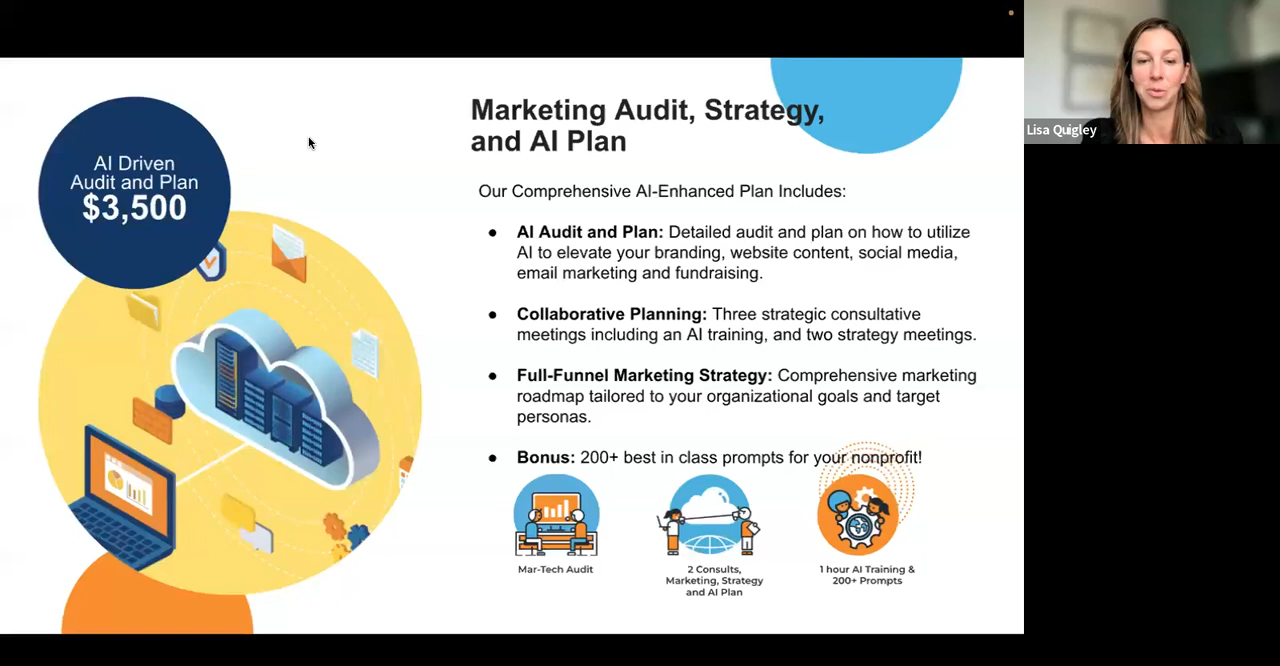 Marketing Audit, Strategy,
and AI Plan
AI Driven
Audit and Plan
$3,500
Our Comprehensive AI-Enhanced Plan Includes:
● AI Audit and Plan: Detailed audit and plan on how to utilize
AI to elevate your branding, website content, social media,
email marketing and fundraising.
● Collaborative Planning: Three strategic consultative
meetings including an AI training, and two strategy meetings.
● Full-Funnel Marketing Strategy: Comprehensive marketing
roadmap tailored to your organizational goals and target
personas.
● Bonus: 200+ best in class prompts for your nonprofit!
Mar-Tech Audit
2 Consults,
Marketing, Strategy
and AI Plan
1 hour AI Training &
200+ Prompts
Lisa Quigley